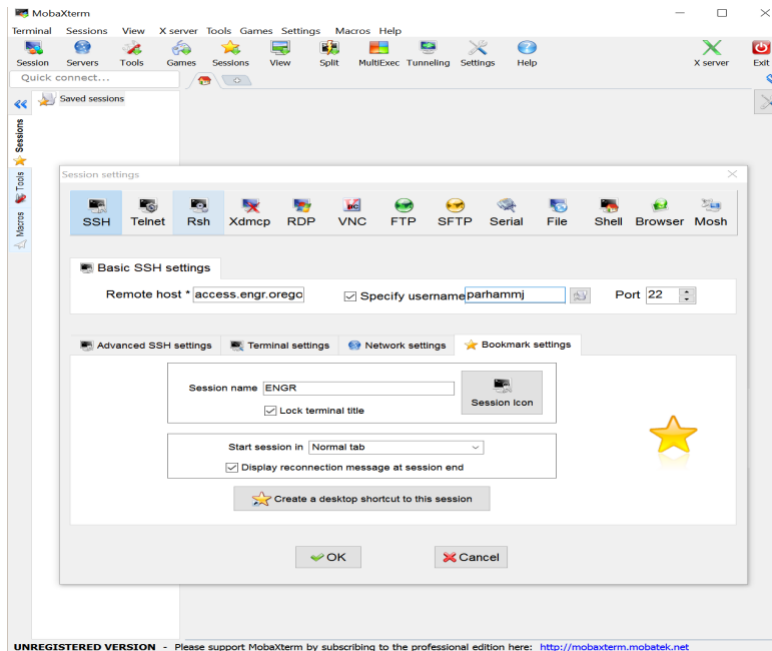 MobaXterm
Terminal Sessions View X server Tools Games Settings Macros Help
Session Servers Tools Games Sessions View Split MultiExec Tunneling Settings Help X server Exit
Quick connect...
Saved sessions
Sessions
Tools
Macros
Session settings
SSH Telnet Rsh Xdmcp RDP VNC FTP SFTP Serial File Shell Browser Mosh
Basic SSH settings
Remote host * access.engr.orego Specify username parhammj Port 22
Advanced SSH settings Terminal settings Network settings Bookmark settings
Session name ENGR
Session Icon
Lock terminal title
Start session in Normal tab
Display reconnection message at session end
Create a desktop shortcut to this session
OK Cancel
UNREGISTERED VERSION - Please support MobaXterm by subscribing to the professional edition here: http://mobaxterm.mobatek.net